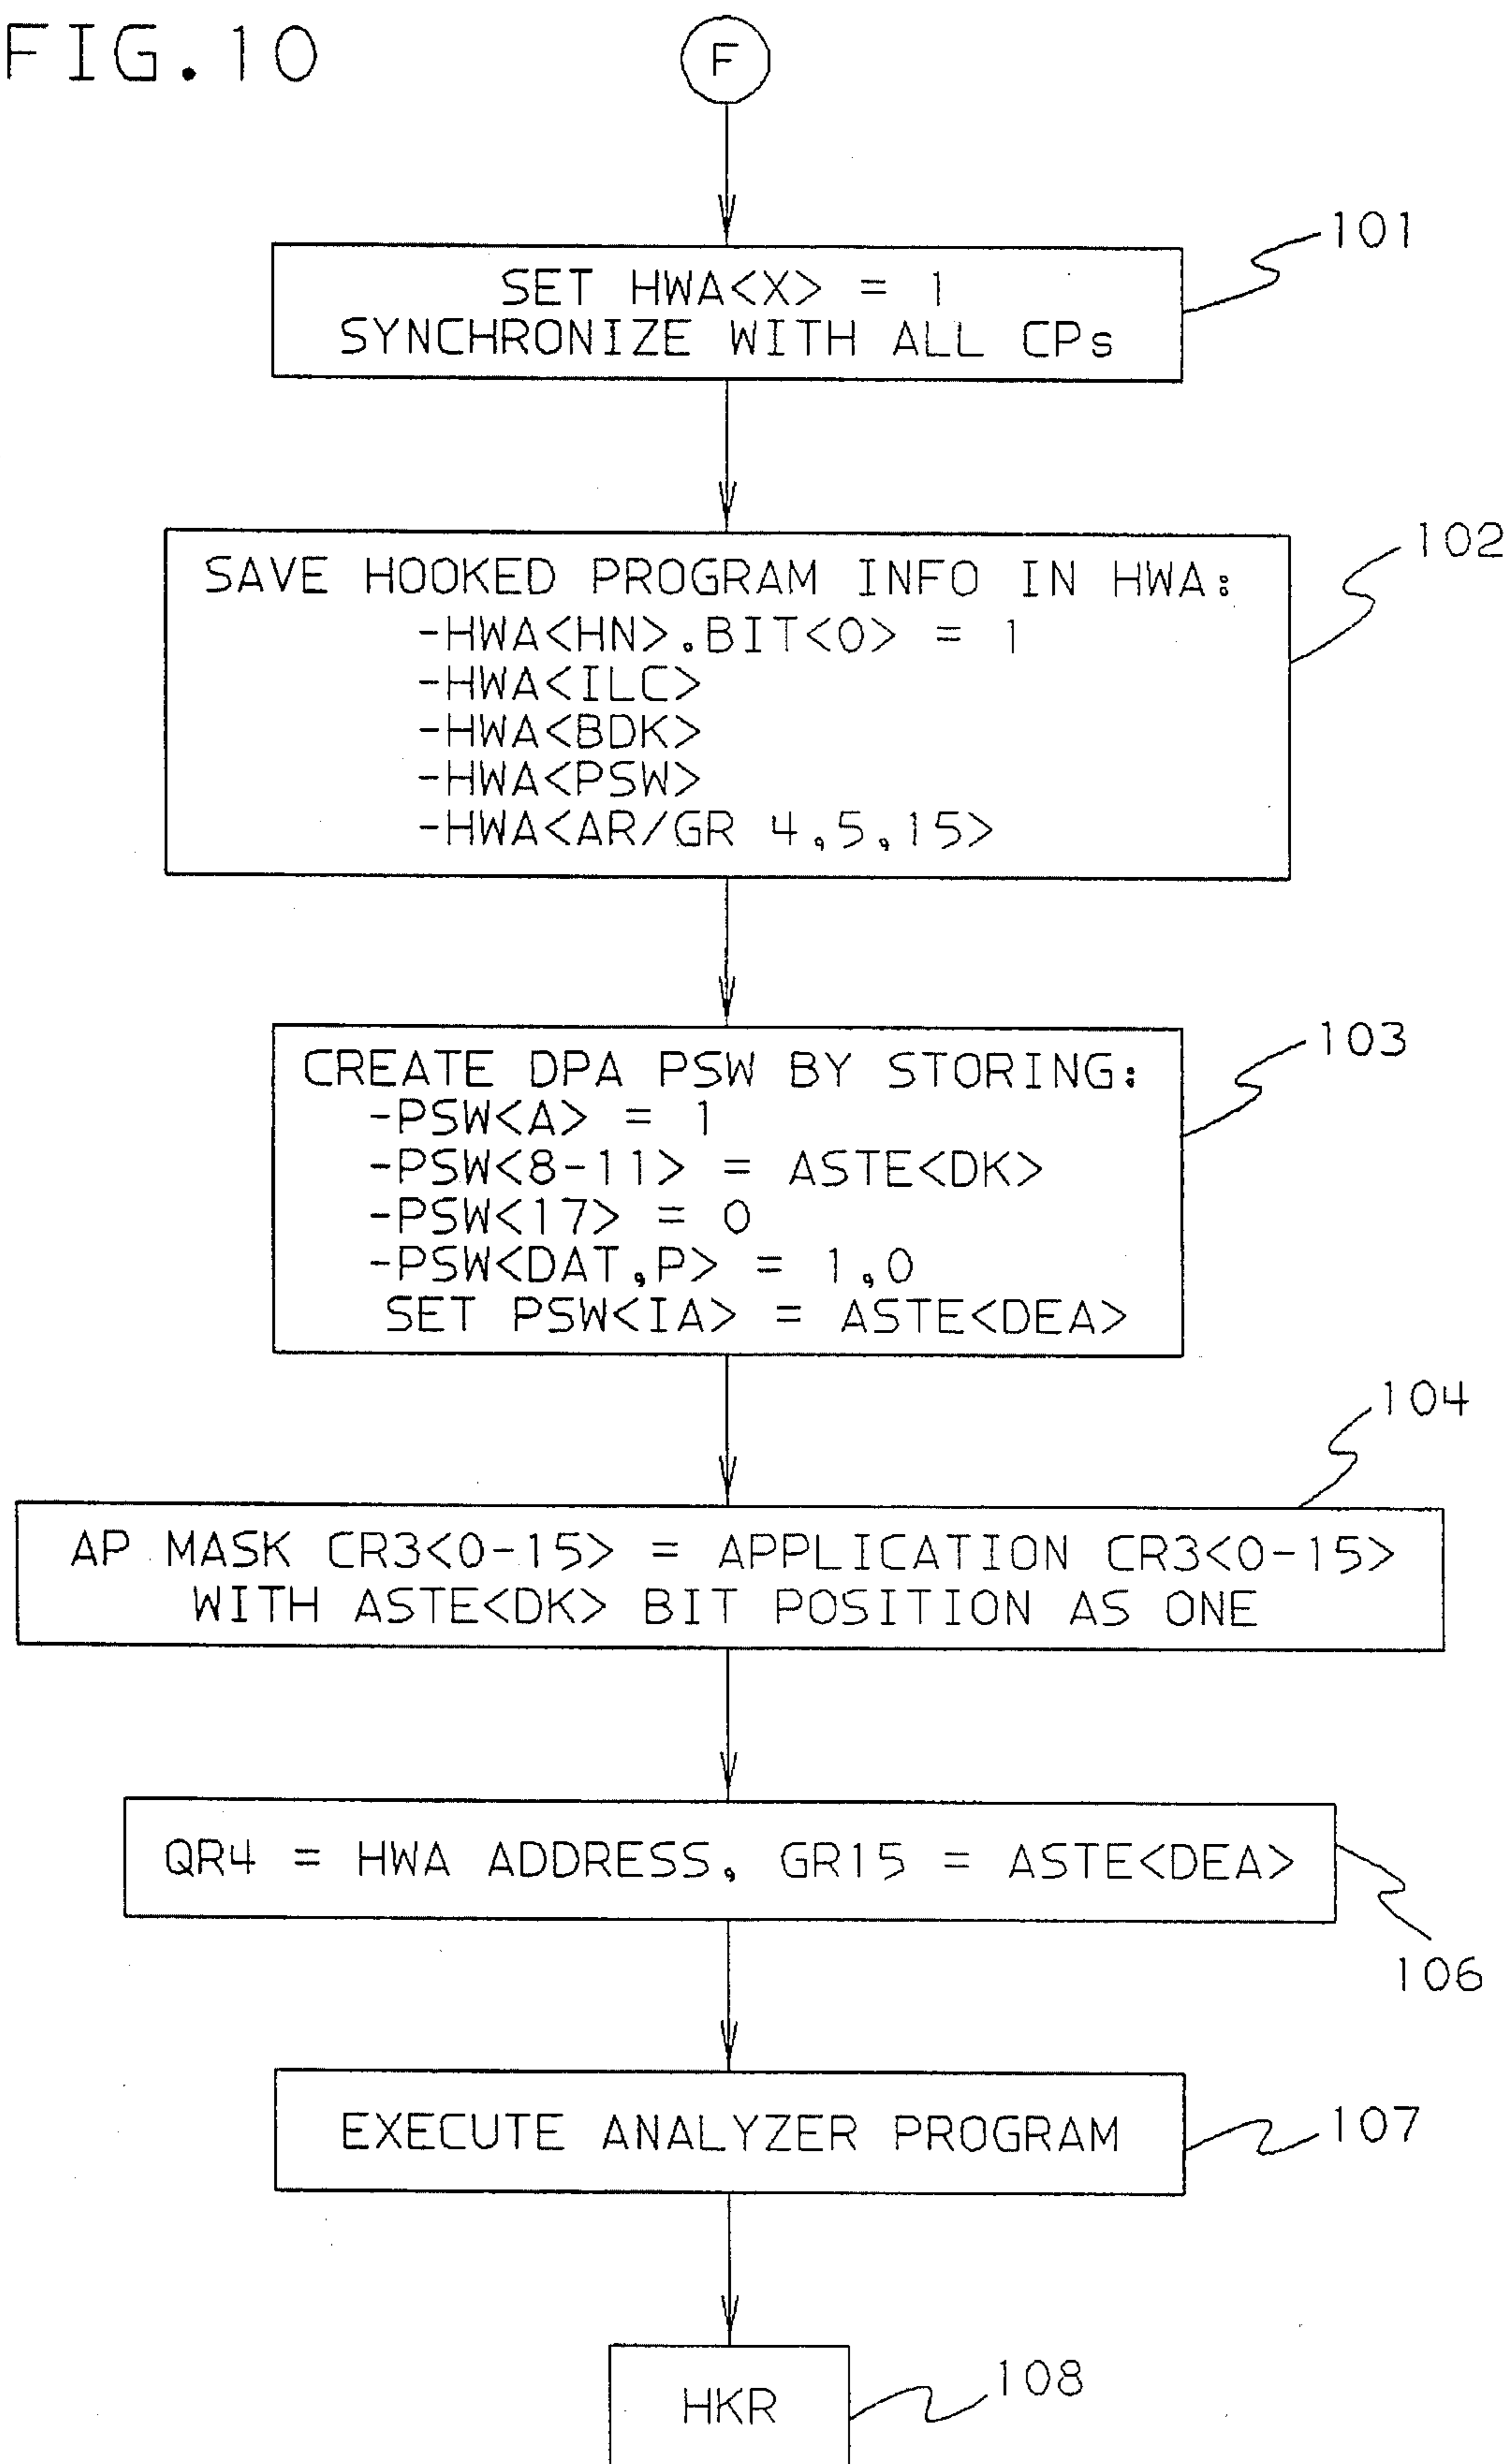 FIG.10
F
101
SET HWA<X> = 1
SYNCHRONIZE WITH ALL CPs
102
SAVE HOOKED PROGRAM INFO IN HWA:
-HWA<HN>.BIT<0> = 1
-HWA<ILC>
-HWA<BDK>
-HWA<PSW>
-HWA<AR/GR 4,5,15>
103
CREATE DPA PSW BY STORING:
-PSW<A> = 1
-PSW<8-11> = ASTE<DK>
-PSW<17> = 0
-PSW<DAT,P> = 1,0
SET PSW<IA> = ASTE<DEA>
104
AP MASK CR3<0-15> = APPLICATION CR3<0-15>
WITH ASTE<DK> BIT POSITION AS ONE
QR4 = HWA ADDRESS, GR15 = ASTE<DEA>
106
EXECUTE ANALYZER PROGRAM
107
HKR
108